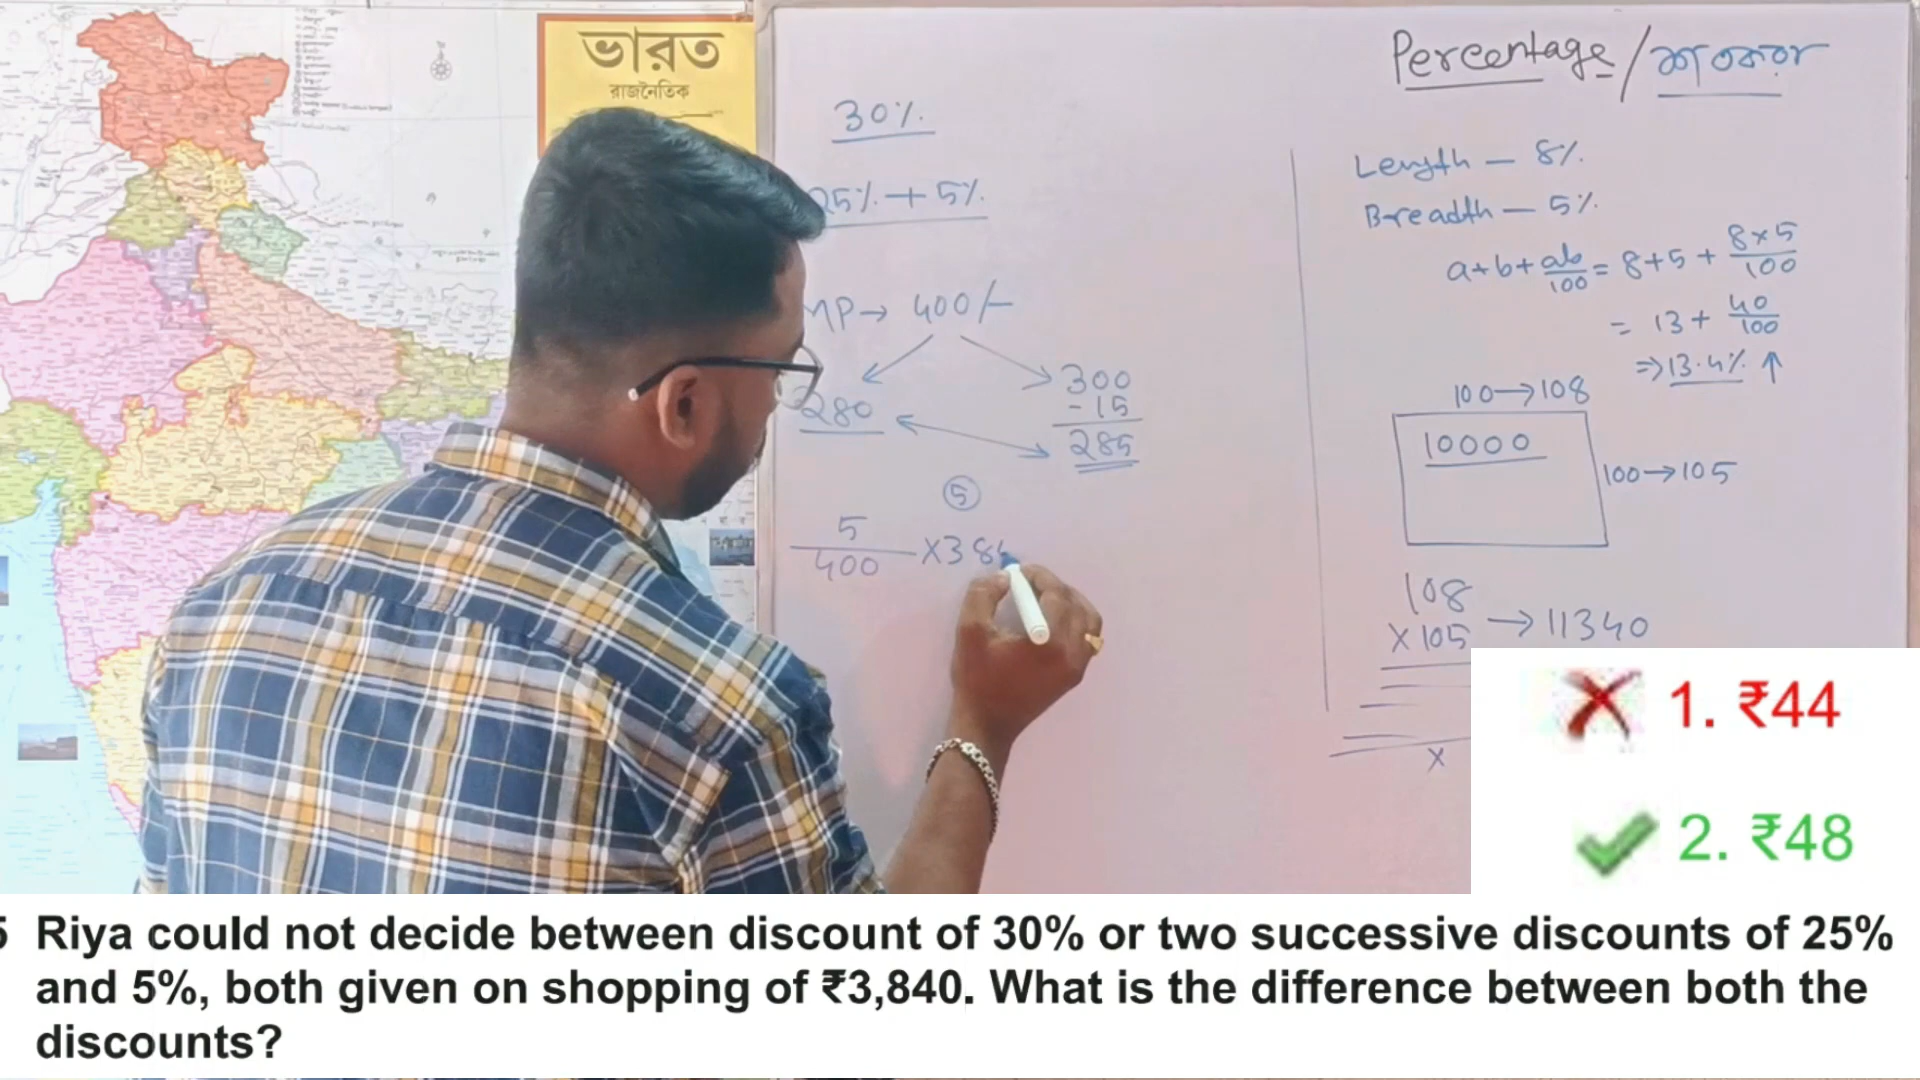 ভারত
রাজনৈতিক
30%
25% + 5%
MP → 400/-
280
300
- 15
285
5
5
400
×384
Percentage / শতকরা
Length — 8%
Breadth — 5%
a+b+ab/100 = 8+5+ 8×5/100
= 13 + 40/100
⇒ 13.4% ↑
100→108
10000
100→105
108
× 105 → 11340
x
1. ₹44
2. ₹48
5 Riya could not decide between discount of 30% or two successive discounts of 25%
and 5%, both given on shopping of ₹3,840. What is the difference between both the
discounts?